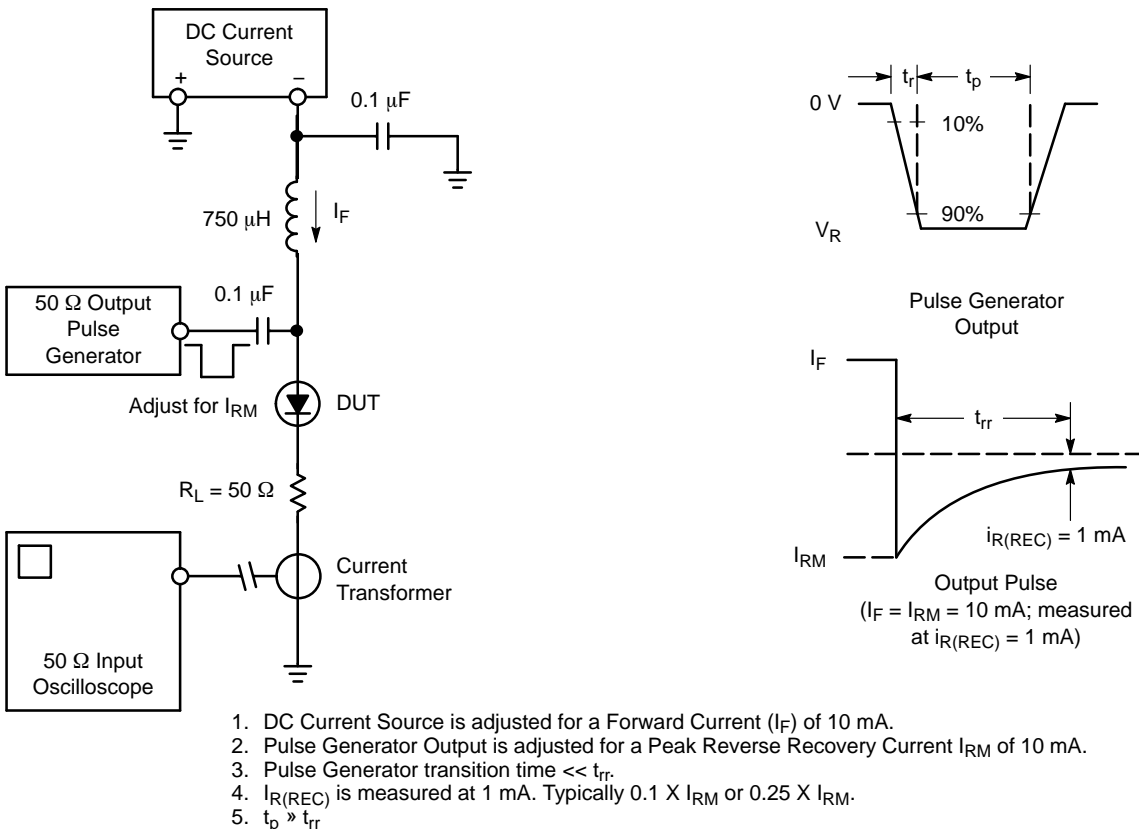 DC Current
Source
+
−
0.1 μF
750 μH
I_F
50 Ω Output
Pulse
Generator
0.1 μF
Adjust for I_RM
DUT
R_L = 50 Ω
Current
Transformer
50 Ω Input
Oscilloscope
t_r
t_p
0 V
10%
90%
V_R
Pulse Generator
Output
I_F
t_rr
i_R(REC) = 1 mA
I_RM
Output Pulse
(I_F = I_RM = 10 mA; measured
at i_R(REC) = 1 mA)
1. DC Current Source is adjusted for a Forward Current (I_F) of 10 mA.
2. Pulse Generator Output is adjusted for a Peak Reverse Recovery Current I_RM of 10 mA.
3. Pulse Generator transition time << t_rr.
4. I_R(REC) is measured at 1 mA. Typically 0.1 X I_RM or 0.25 X I_RM.
5. t_p » t_rr